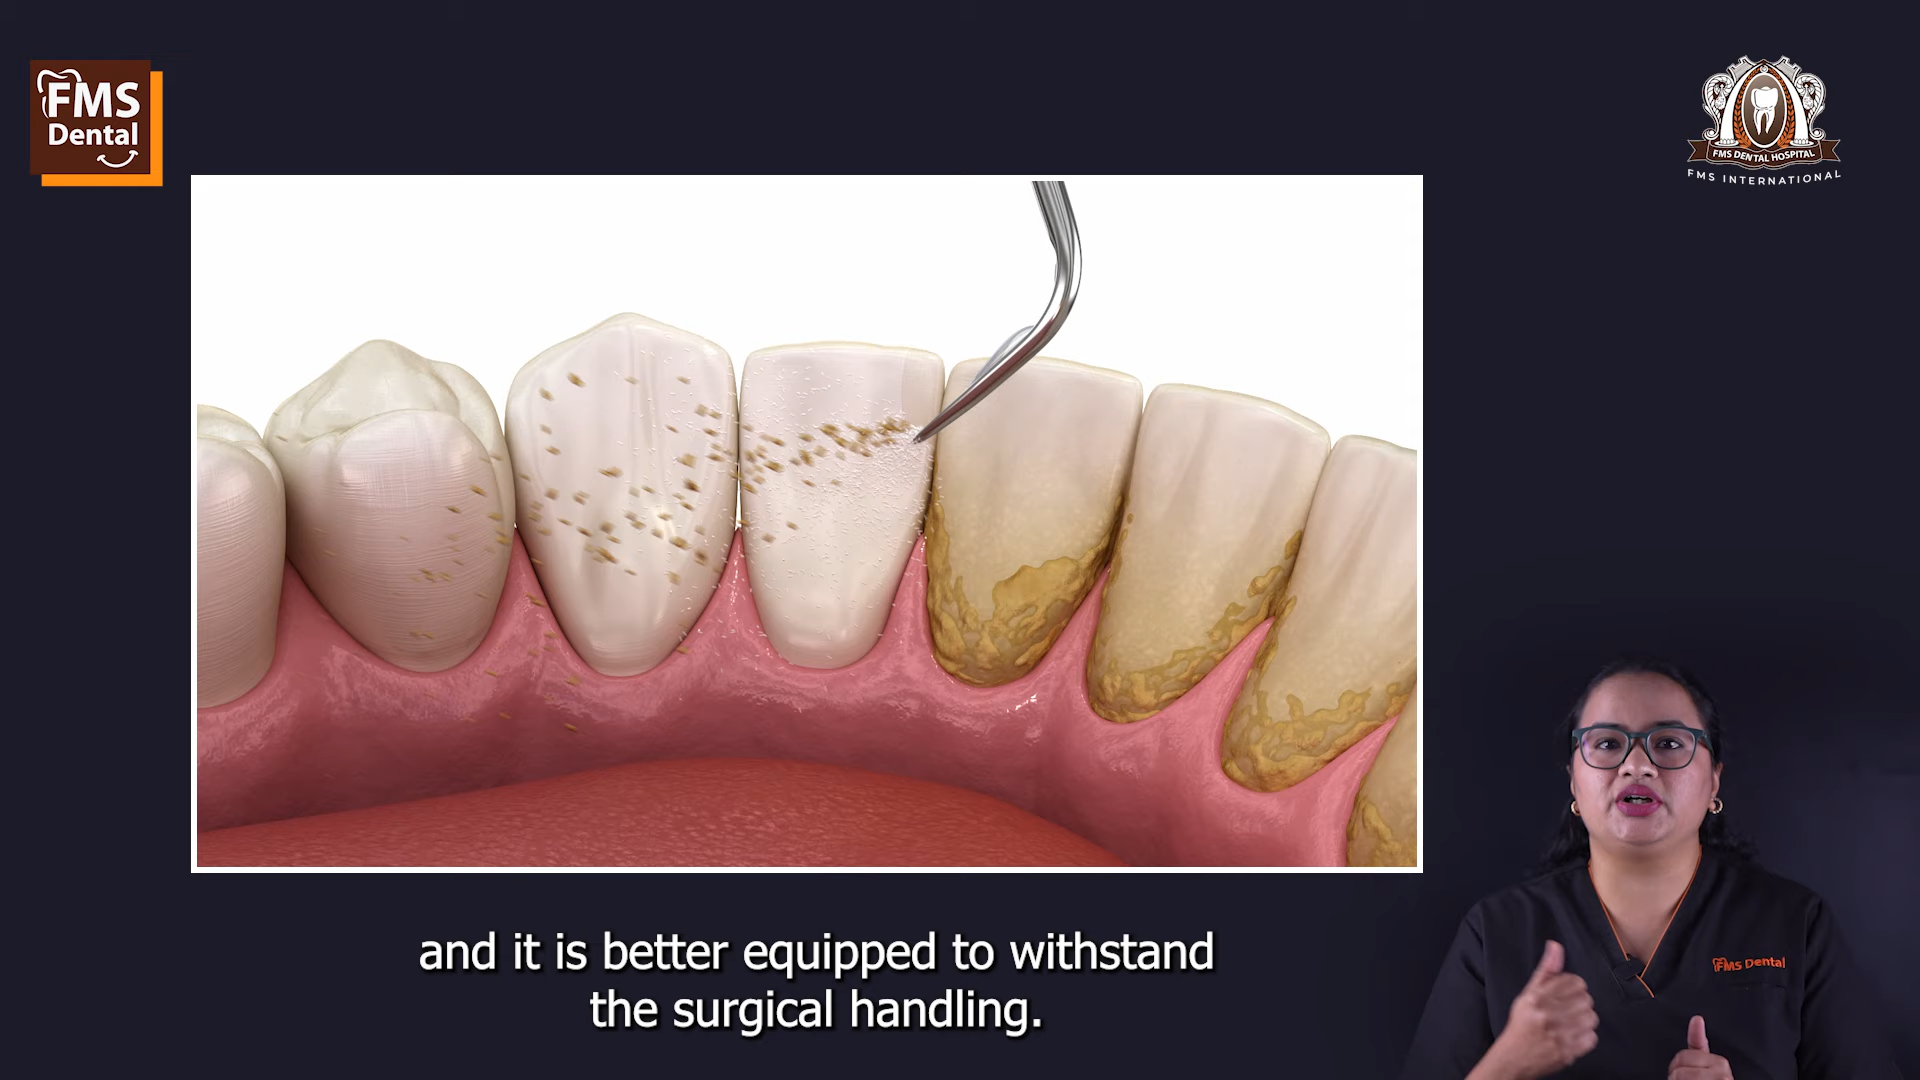 FMS
Dental
FMS DENTAL HOSPITAL
FMS INTERNATIONAL
FMS Dental
and it is better equipped to withstand
the surgical handling.